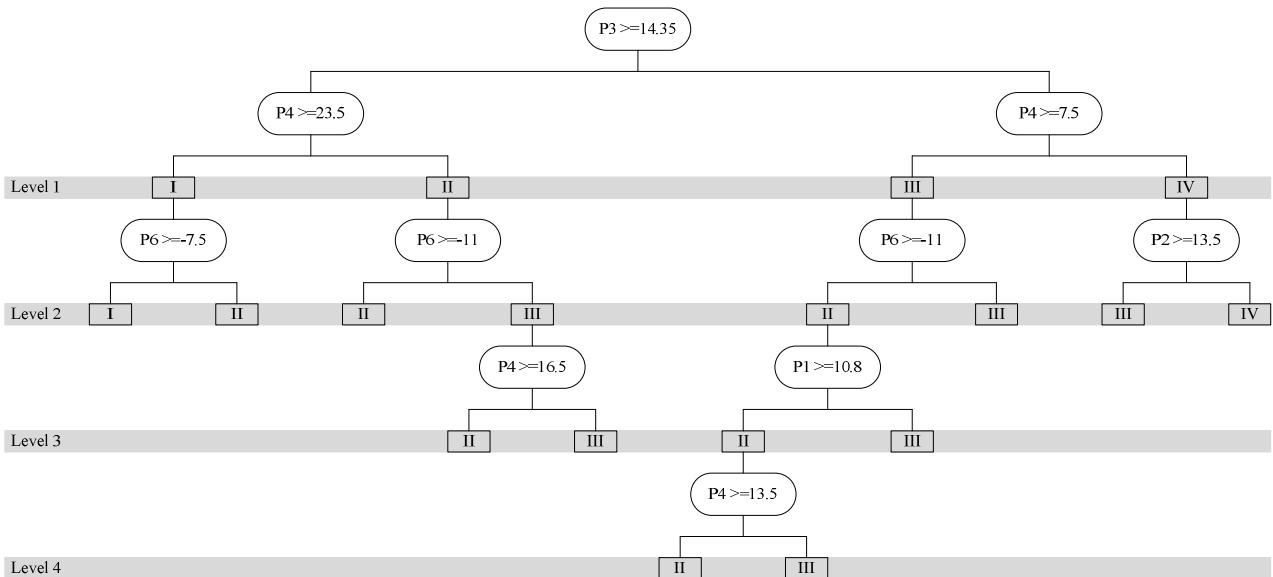 P3 >=14.35
P4 >=23.5 P4 >=7.5
Level 1 I II III IV
P6 >=-7.5 P6 >=-11 P6 >=-11 P2 >=13.5
Level 2 I II II III II III III IV
P4 >=16.5 P1 >=10.8
Level 3 II III II III
P4 >=13.5
Level 4 II III